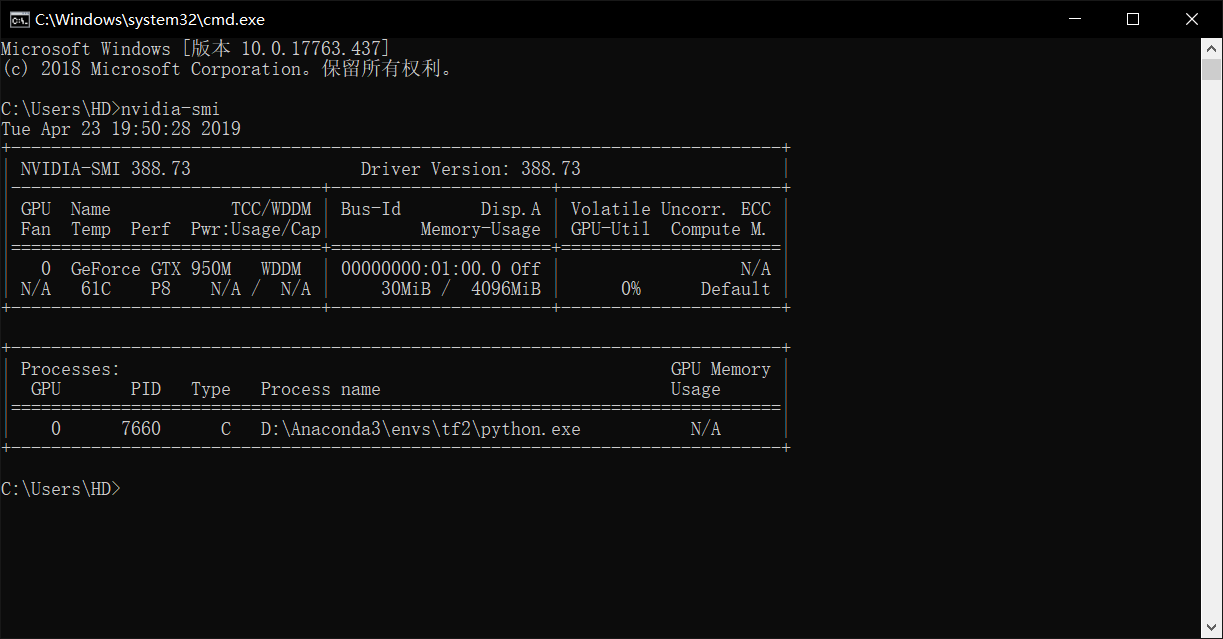 C:\Windows\system32\cmd.exe
Microsoft Windows [版本 10.0.17763.437]
(c) 2018 Microsoft Corporation。保留所有权利。
C:\Users\HD>nvidia-smi
Tue Apr 23 19:50:28 2019
+-----------------------------------------------------------------------------+
| NVIDIA-SMI 388.73                 Driver Version: 388.73                    |
|-------------------------------+----------------------+----------------------+
| GPU  Name            TCC/WDDM | Bus-Id        Disp.A | Volatile Uncorr. ECC |
| Fan  Temp  Perf  Pwr:Usage/Cap|         Memory-Usage | GPU-Util  Compute M. |
|===============================+======================+======================|
|   0  GeForce GTX 950M   WDDM  | 00000000:01:00.0 Off |                  N/A |
| N/A   61C    P8    N/A /  N/A |     30MiB /  4096MiB |      0%      Default |
+-------------------------------+----------------------+----------------------+
+-----------------------------------------------------------------------------+
| Processes:                                                       GPU Memory |
|  GPU       PID   Type   Process name                             Usage      |
|=============================================================================|
|    0      7660      C   D:\Anaconda3\envs\tf2\python.exe           N/A      |
+-----------------------------------------------------------------------------+
C:\Users\HD>